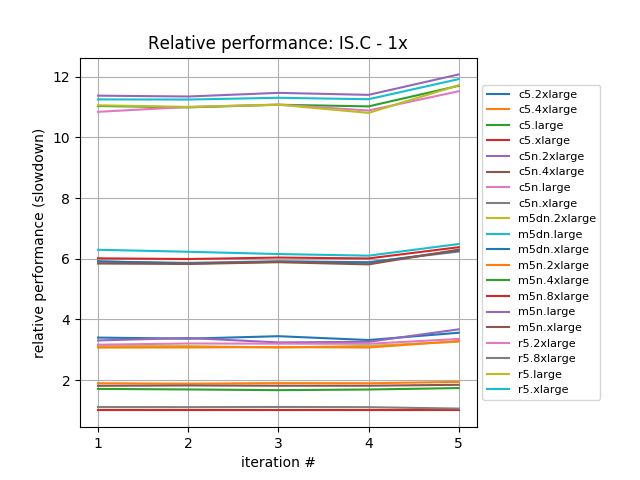 Relative performance: IS.C - 1x
relative performance (slowdown)
12
10
8
6
4
2
1 2 3 4 5
iteration #
c5.2xlarge
c5.4xlarge
c5.large
c5.xlarge
c5n.2xlarge
c5n.4xlarge
c5n.large
c5n.xlarge
m5dn.2xlarge
m5dn.large
m5dn.xlarge
m5n.2xlarge
m5n.4xlarge
m5n.8xlarge
m5n.large
m5n.xlarge
r5.2xlarge
r5.8xlarge
r5.large
r5.xlarge